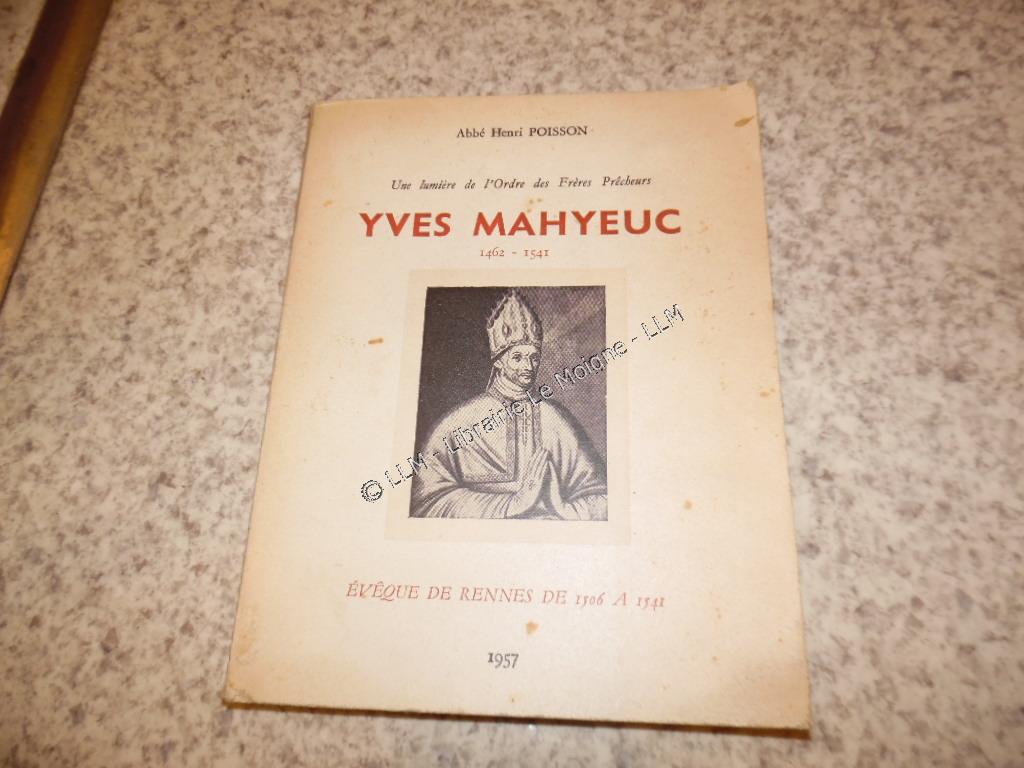 Abbé Henri POISSON
Une lumière de l'Ordre des Frères Prêcheurs
YVES MAHYEUC
1462 - 1541
© LLM - Librairie Le Moigne - LLM
ÉVÊQUE DE RENNES DE 1506 A 1541
1957